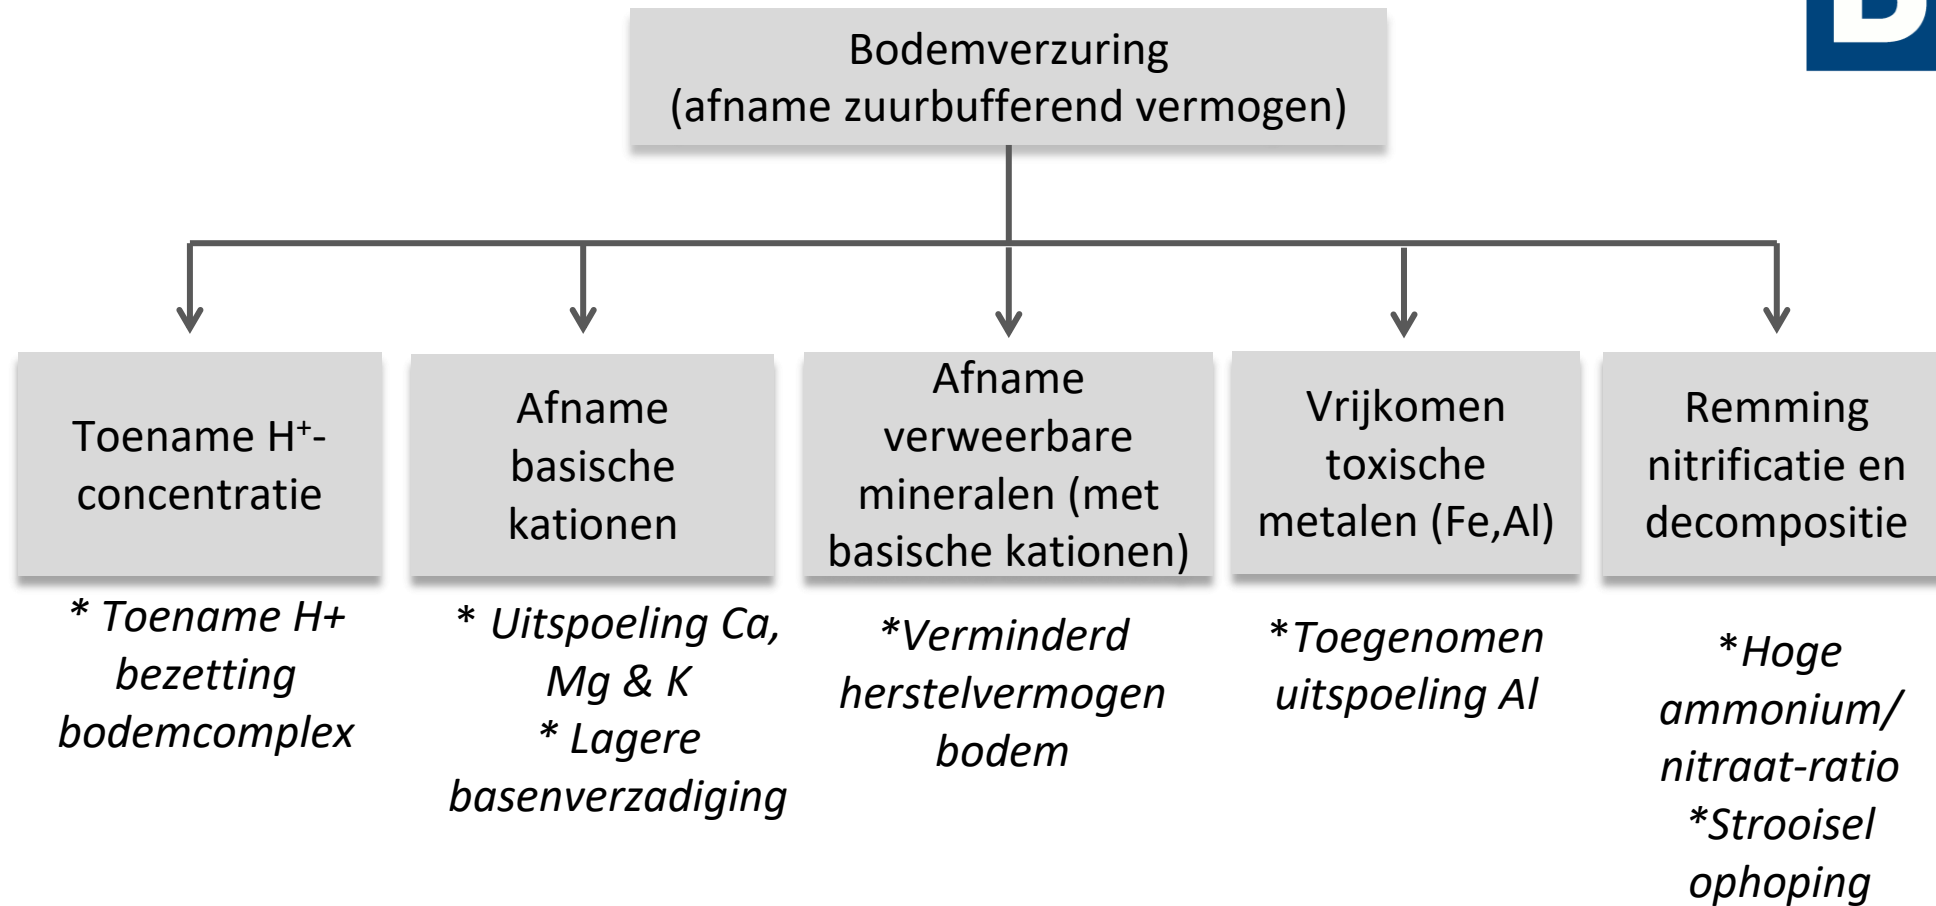 Bodemverzuring
(afname zuurbufferend vermogen)
Toename H⁺-
concentratie
* Toename H+
bezetting
bodemcomplex
Afname
basische
kationen
* Uitspoeling Ca,
Mg & K
* Lagere
basenverzadiging
Afname
verweerbare
mineralen (met
basische kationen)
*Verminderd
herstelvermogen
bodem
Vrijkomen
toxische
metalen (Fe,Al)
*Toegenomen
uitspoeling Al
Remming
nitrificatie en
decompositie
*Hoge
ammonium/
nitraat-ratio
*Strooisel
ophoping